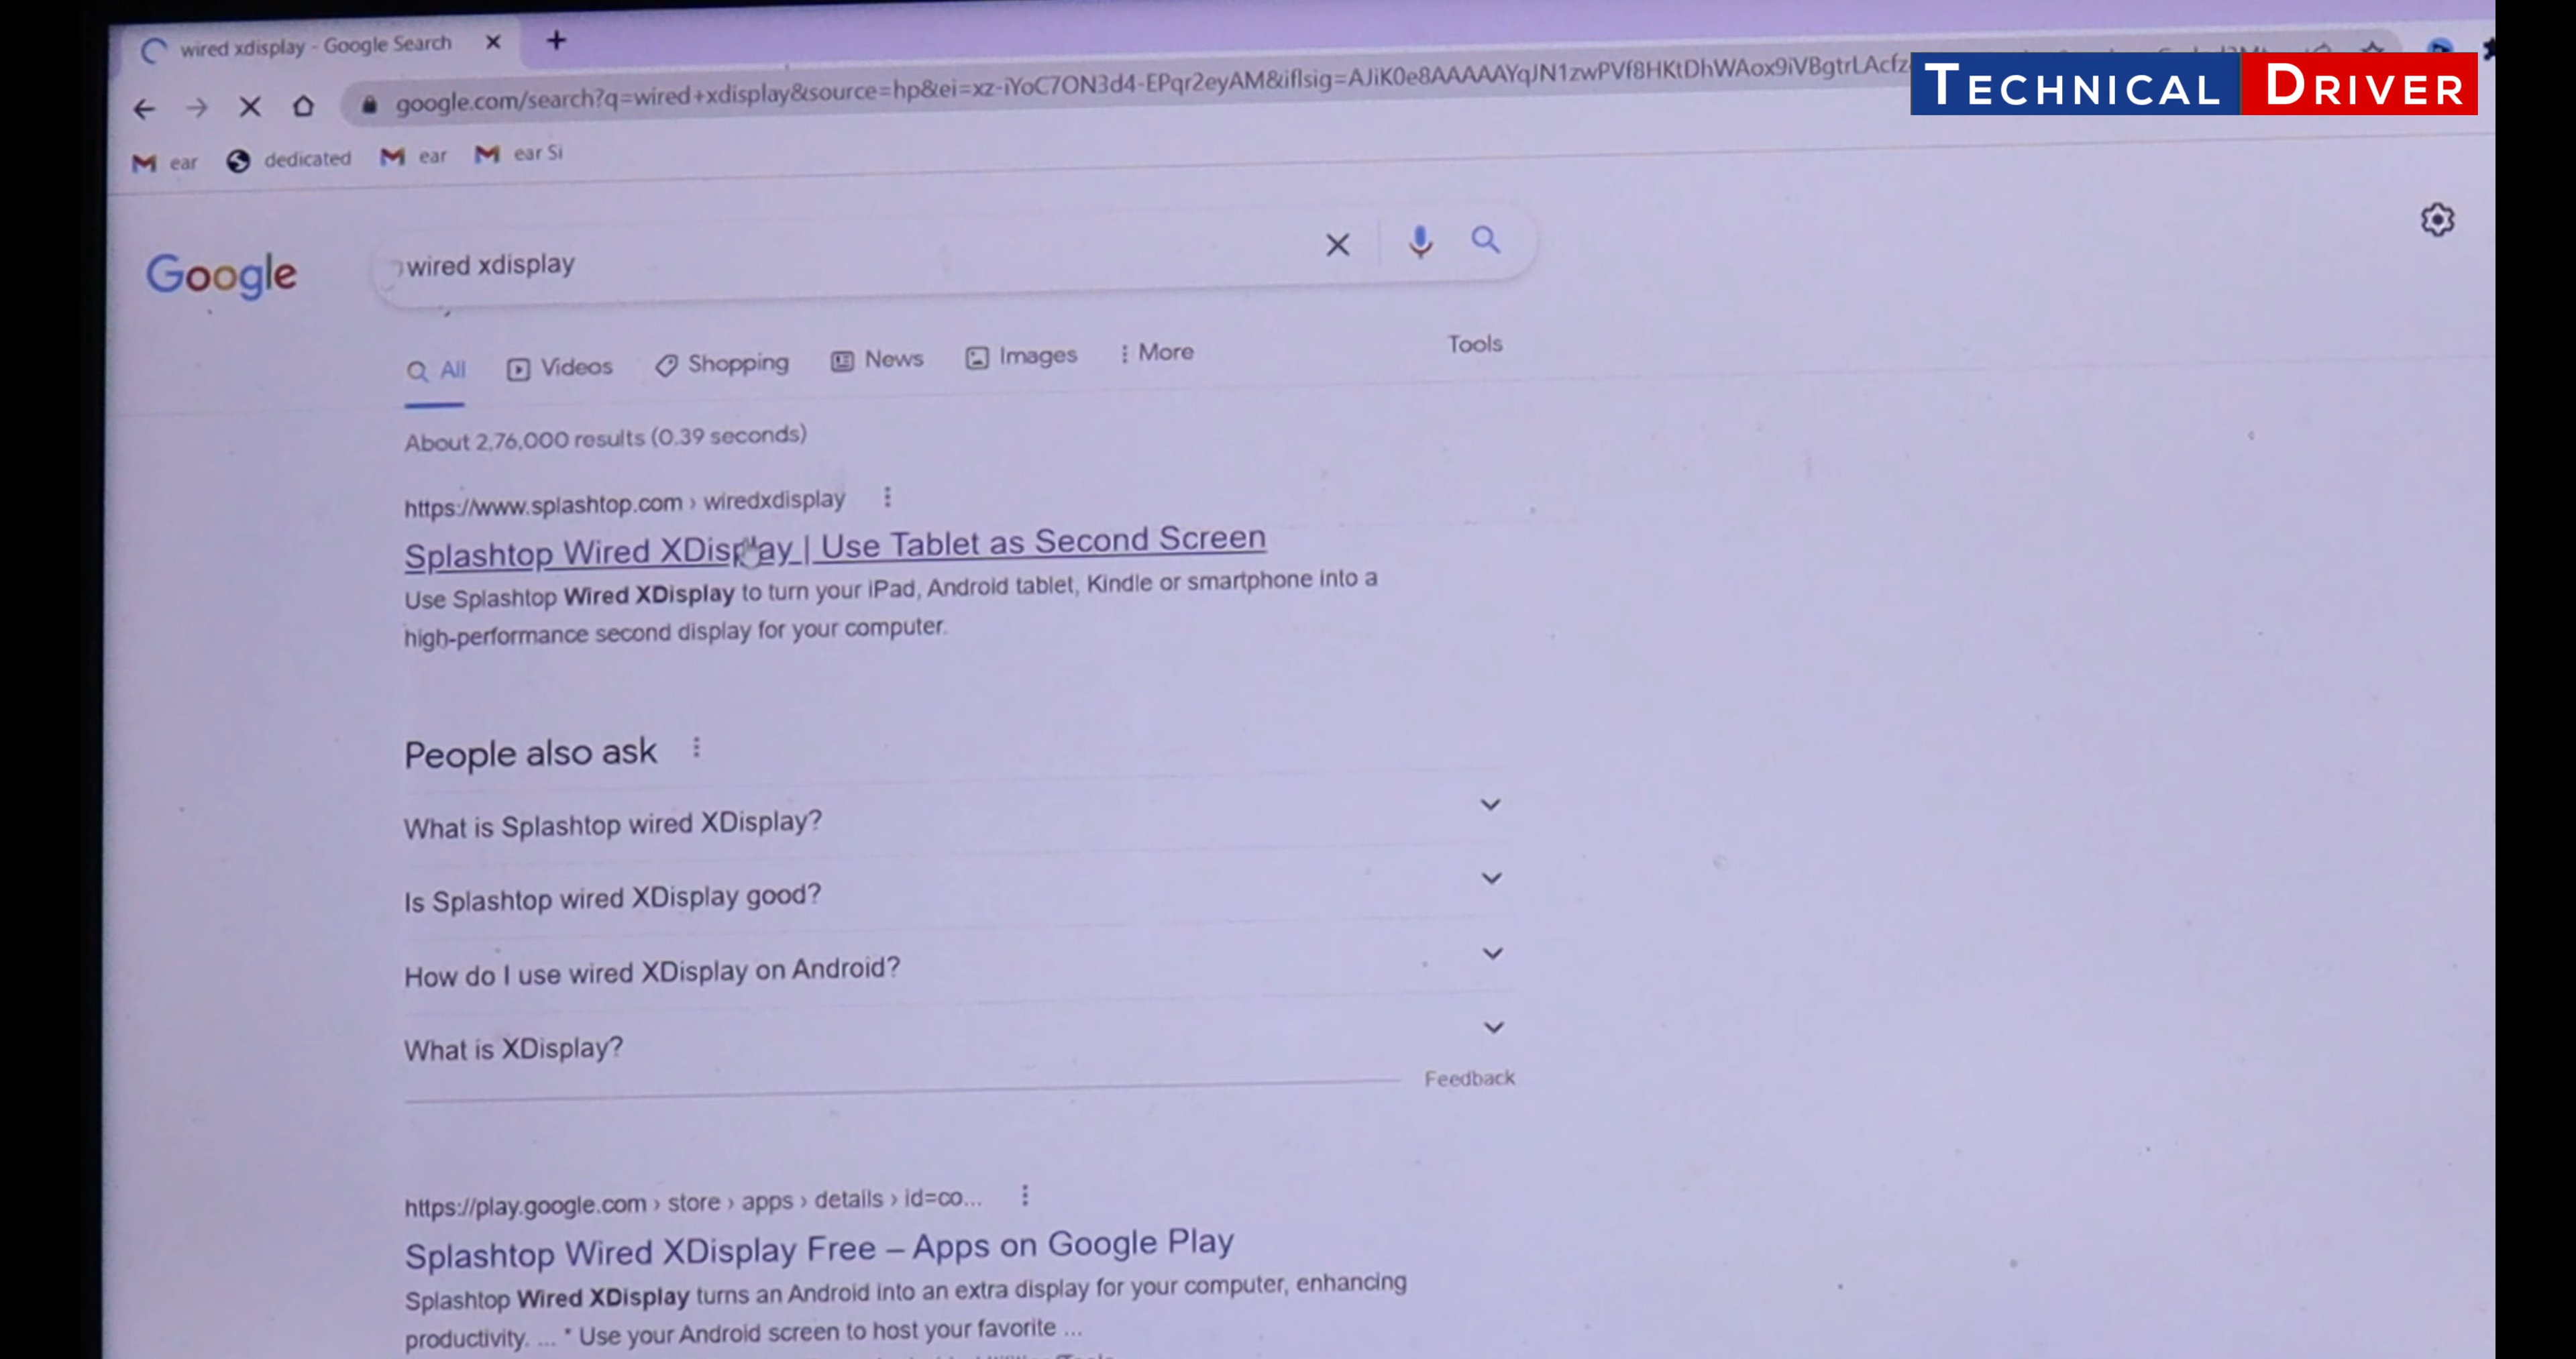 wired xdisplay - Google Search
google.com/search?q=wired+xdisplay&source=hp&ei=xz-iYoC7ON3d4-EPqr2eyAM&iflsig=AJiK0e8AAAAAYqJN1zwPVf8HKtDhWAox9iVBgtrLAcfz
TECHNICAL DRIVER
ear dedicated ear ear Si
Google wired xdisplay
All Videos Shopping News Images More Tools
About 2,76,000 results (0.39 seconds)
https://www.splashtop.com › wiredxdisplay
Splashtop Wired XDisplay | Use Tablet as Second Screen
Use Splashtop Wired XDisplay to turn your iPad, Android tablet, Kindle or smartphone into a
high-performance second display for your computer.
People also ask
What is Splashtop wired XDisplay?
Is Splashtop wired XDisplay good?
How do I use wired XDisplay on Android?
What is XDisplay?
Feedback
https://play.google.com › store › apps › details › id=co...
Splashtop Wired XDisplay Free – Apps on Google Play
Splashtop Wired XDisplay turns an Android into an extra display for your computer, enhancing
productivity. ... * Use your Android screen to host your favorite ...